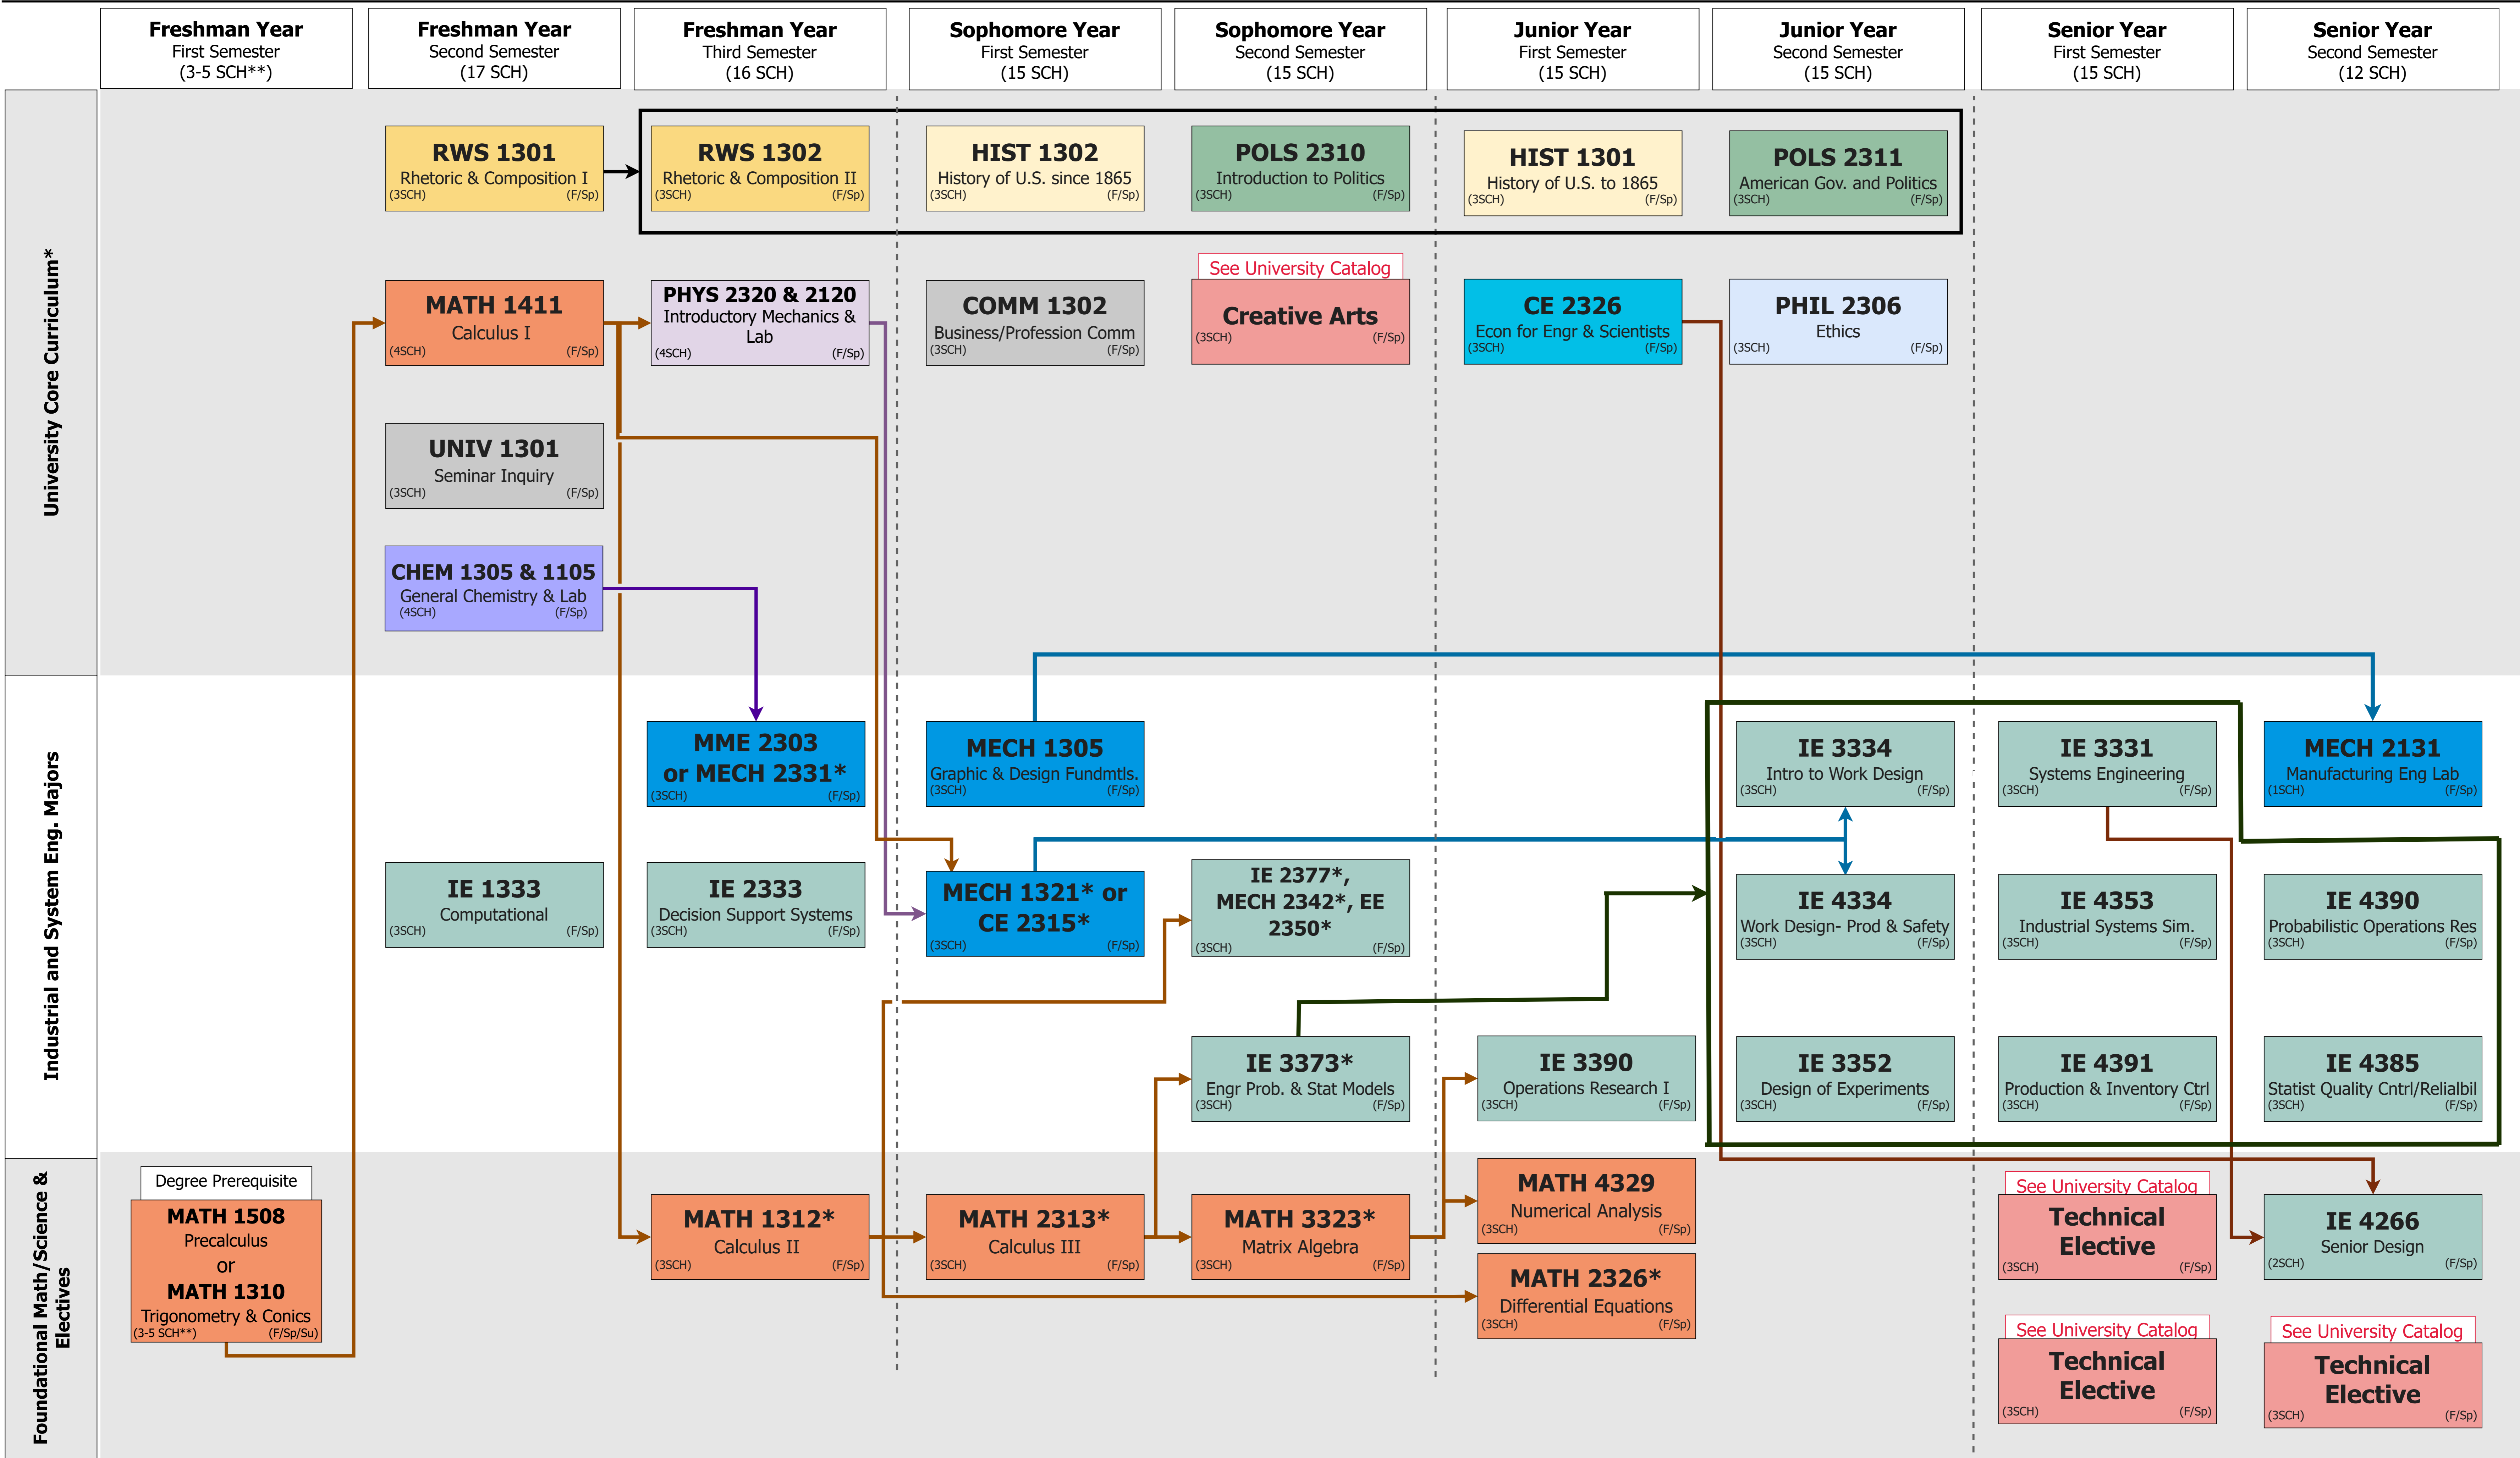 Freshman Year
First Semester
(3-5 SCH**)
Freshman Year
Second Semester
(17 SCH)
Freshman Year
Third Semester
(16 SCH)
Sophomore Year
First Semester
(15 SCH)
Sophomore Year
Second Semester
(15 SCH)
Junior Year
First Semester
(15 SCH)
Junior Year
Second Semester
(15 SCH)
Senior Year
First Semester
(15 SCH)
Senior Year
Second Semester
(12 SCH)
University Core Curriculum*
RWS 1301
Rhetoric & Composition I
(3SCH) (F/Sp)
RWS 1302
Rhetoric & Composition II
(3SCH) (F/Sp)
HIST 1302
History of U.S. since 1865
(3SCH) (F/Sp)
POLS 2310
Introduction to Politics
(3SCH) (F/Sp)
HIST 1301
History of U.S. to 1865
(3SCH) (F/Sp)
POLS 2311
American Gov. and Politics
(3SCH) (F/Sp)
MATH 1411
Calculus I
(4SCH) (F/Sp)
PHYS 2320 & 2120
Introductory Mechanics &
Lab
(4SCH) (F/Sp)
COMM 1302
Business/Profession Comm
(3SCH) (F/Sp)
See University Catalog
Creative Arts
(3SCH) (F/Sp)
CE 2326
Econ for Engr & Scientists
(3SCH) (F/Sp)
PHIL 2306
Ethics
(3SCH) (F/Sp)
UNIV 1301
Seminar Inquiry
(3SCH) (F/Sp)
CHEM 1305 & 1105
General Chemistry & Lab
(4SCH) (F/Sp)
Industrial and System Eng. Majors
MME 2303
or MECH 2331*
(3SCH) (F/Sp)
MECH 1305
Graphic & Design Fundmtls.
(3SCH) (F/Sp)
IE 3334
Intro to Work Design
(3SCH) (F/Sp)
IE 3331
Systems Engineering
(3SCH) (F/Sp)
MECH 2131
Manufacturing Eng Lab
(1SCH) (F/Sp)
IE 1333
Computational
(3SCH) (F/Sp)
IE 2333
Decision Support Systems
(3SCH) (F/Sp)
MECH 1321* or
CE 2315*
(3SCH) (F/Sp)
IE 2377*,
MECH 2342*, EE
2350*
(3SCH) (F/Sp)
IE 4334
Work Design- Prod & Safety
(3SCH) (F/Sp)
IE 4353
Industrial Systems Sim.
(3SCH) (F/Sp)
IE 4390
Probabilistic Operations Res
(3SCH) (F/Sp)
IE 3373*
Engr Prob. & Stat Models
(3SCH) (F/Sp)
IE 3390
Operations Research I
(3SCH) (F/Sp)
IE 3352
Design of Experiments
(3SCH) (F/Sp)
IE 4391
Production & Inventory Ctrl
(3SCH) (F/Sp)
IE 4385
Statist Quality Cntrl/Relialbil
(3SCH) (F/Sp)
Foundational Math/Science &
Electives
Degree Prerequisite
MATH 1508
Precalculus
or
MATH 1310
Trigonometry & Conics
(3-5 SCH**) (F/Sp/Su)
MATH 1312*
Calculus II
(3SCH) (F/Sp)
MATH 2313*
Calculus III
(3SCH) (F/Sp)
MATH 3323*
Matrix Algebra
(3SCH) (F/Sp)
MATH 4329
Numerical Analysis
(3SCH) (F/Sp)
MATH 2326*
Differential Equations
(3SCH) (F/Sp)
See University Catalog
Technical
Elective
(3SCH) (F/Sp)
IE 4266
Senior Design
(2SCH) (F/Sp)
See University Catalog
Technical
Elective
(3SCH) (F/Sp)
See University Catalog
Technical
Elective
(3SCH) (F/Sp)